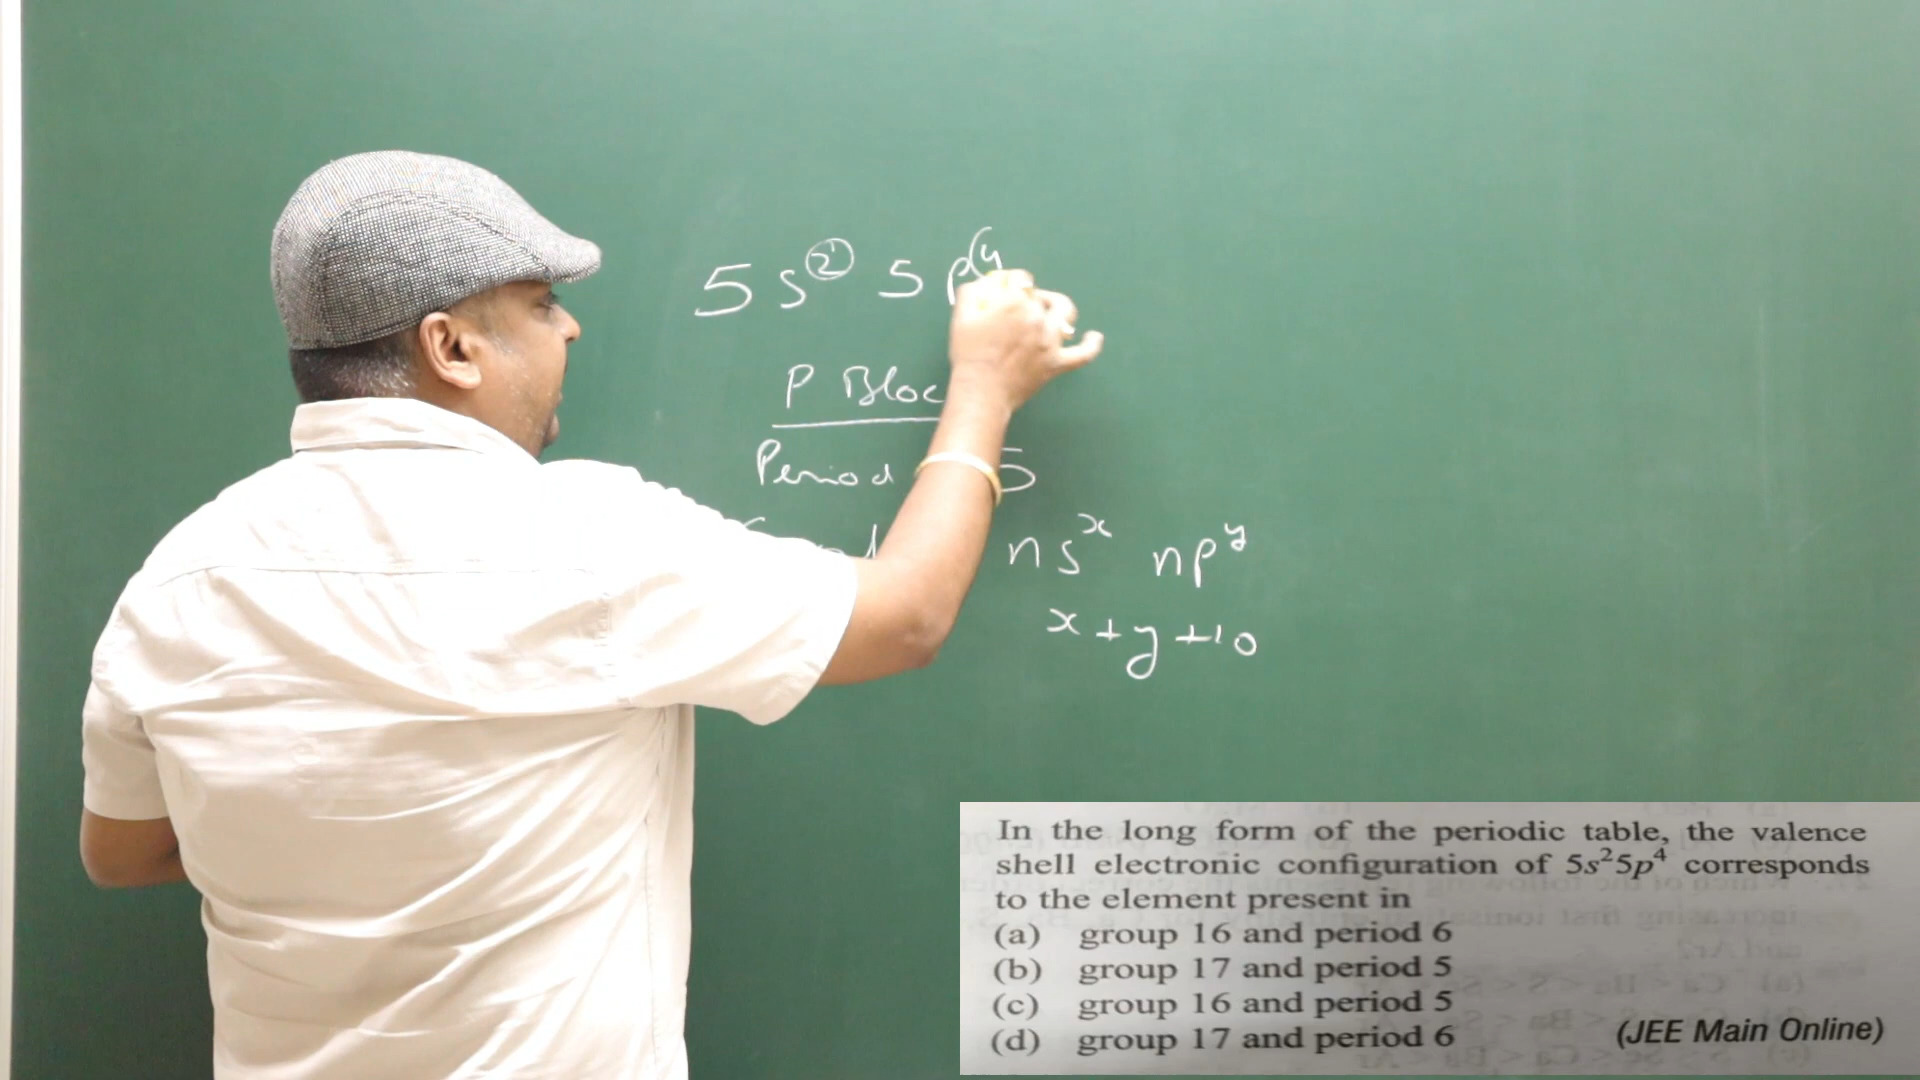 5s² 5p⁴
P Bloc
Period 5
nsˣ npʸ
x+y+10
In the long form of the periodic table, the valence
shell electronic configuration of 5s²5p⁴ corresponds
to the element present in
(a) group 16 and period 6
(b) group 17 and period 5
(c) group 16 and period 5
(d) group 17 and period 6
(JEE Main Online)